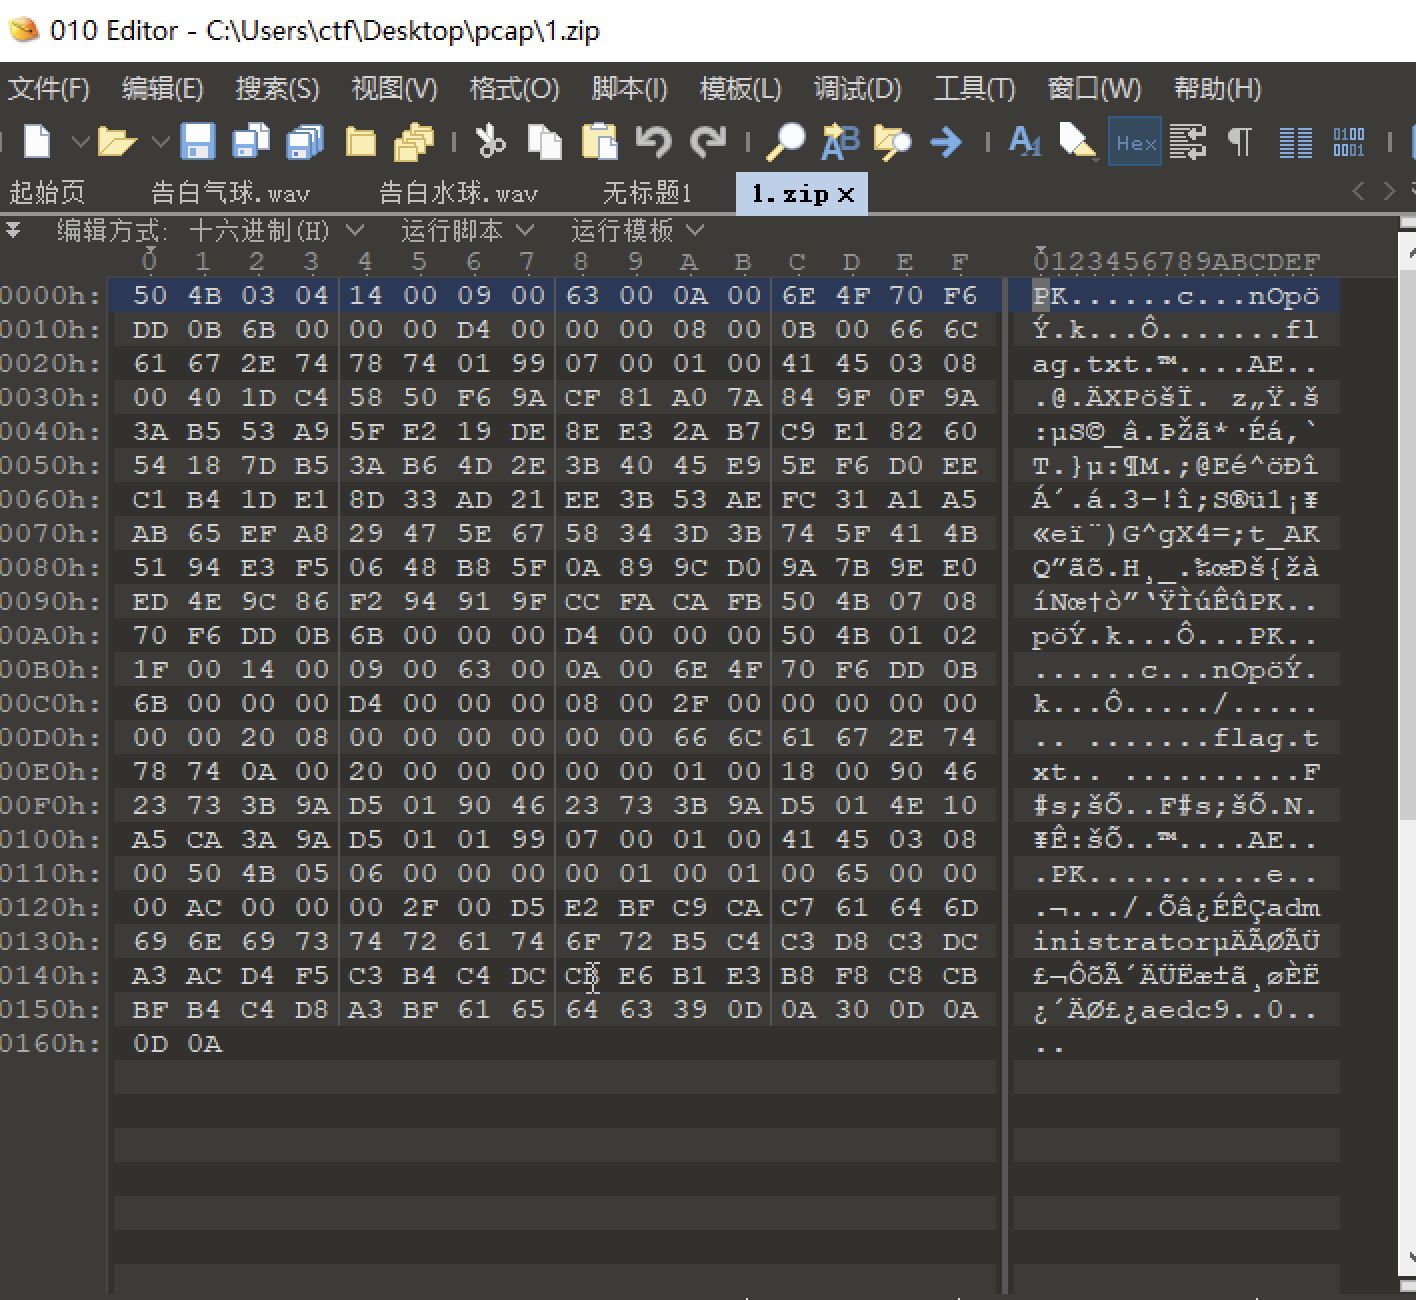 010 Editor - C:\Users\ctf\Desktop\pcap\1.zip
文件(F) 编辑(E) 搜索(S) 视图(V) 格式(O) 脚本(I) 模板(L) 调试(D) 工具(T) 窗口(W) 帮助(H)
Hex
起始页 告白气球.wav 告白水球.wav 无标题1 1.zip
编辑方式: 十六进制(H) 运行脚本 运行模板
0 1 2 3 4 5 6 7 8 9 A B C D E F 0123456789ABCDEF
0000h: 50 4B 03 04 14 00 09 00 63 00 0A 00 6E 4F 70 F6 PK......c...nOpö
0010h: DD 0B 6B 00 00 00 D4 00 00 00 08 00 0B 00 66 6C Ý.k...Ô.......fl
0020h: 61 67 2E 74 78 74 01 99 07 00 01 00 41 45 03 08 ag.txt.™....AE..
0030h: 00 40 1D C4 58 50 F6 9A CF 81 A0 7A 84 9F 0F 9A .@.ÄXPöšÏ. z„Ÿ.š
0040h: 3A B5 53 A9 5F E2 19 DE 8E E3 2A B7 C9 E1 82 60 :µS©_â.ÞŽã*·Éá‚`
0050h: 54 18 7D B5 3A B6 4D 2E 3B 40 45 E9 5E F6 D0 EE T.}µ:¶M.;@Eé^öÐî
0060h: C1 B4 1D E1 8D 33 AD 21 EE 3B 53 AE FC 31 A1 A5 Á´.á.3-!î;S®ü1¡¥
0070h: AB 65 EF A8 29 47 5E 67 58 34 3D 3B 74 5F 41 4B «eï¨)G^gX4=;t_AK
0080h: 51 94 E3 F5 06 48 B8 5F 0A 89 9C D0 9A 7B 9E E0 Q”ãõ.H¸_.‰œÐš{žà
0090h: ED 4E 9C 86 F2 94 91 9F CC FA CA FB 50 4B 07 08 íNœ†ò”‘ŸÌúÊûPK..
00A0h: 70 F6 DD 0B 6B 00 00 00 D4 00 00 00 50 4B 01 02 pöÝ.k...Ô...PK..
00B0h: 1F 00 14 00 09 00 63 00 0A 00 6E 4F 70 F6 DD 0B ......c...nOpöÝ.
00C0h: 6B 00 00 00 D4 00 00 00 08 00 2F 00 00 00 00 00 k...Ô...../.....
00D0h: 00 00 20 08 00 00 00 00 00 00 66 6C 61 67 2E 74 .. .......flag.t
00E0h: 78 74 0A 00 20 00 00 00 00 00 01 00 18 00 90 46 xt.. ..........F
00F0h: 23 73 3B 9A D5 01 90 46 23 73 3B 9A D5 01 4E 10 #s;šÕ..F#s;šÕ.N.
0100h: A5 CA 3A 9A D5 01 01 99 07 00 01 00 41 45 03 08 ¥Ê:šÕ..™....AE..
0110h: 00 50 4B 05 06 00 00 00 00 01 00 01 00 65 00 00 .PK..........e..
0120h: 00 AC 00 00 00 2F 00 D5 E2 BF C9 CA C7 61 64 6D .¬.../.Õâ¿ÉÊÇadm
0130h: 69 6E 69 73 74 72 61 74 6F 72 B5 C4 C3 D8 C3 DC inistratorµÄÃØÃÜ
0140h: A3 AC D4 F5 C3 B4 C4 DC CB E6 B1 E3 B8 F8 C8 CB £¬ÔõÃ´ÄÜËæ±ã¸øÈË
0150h: BF B4 C4 D8 A3 BF 61 65 64 63 39 0D 0A 30 0D 0A ¿´ÄØ£¿aedc9..0..
0160h: 0D 0A ..